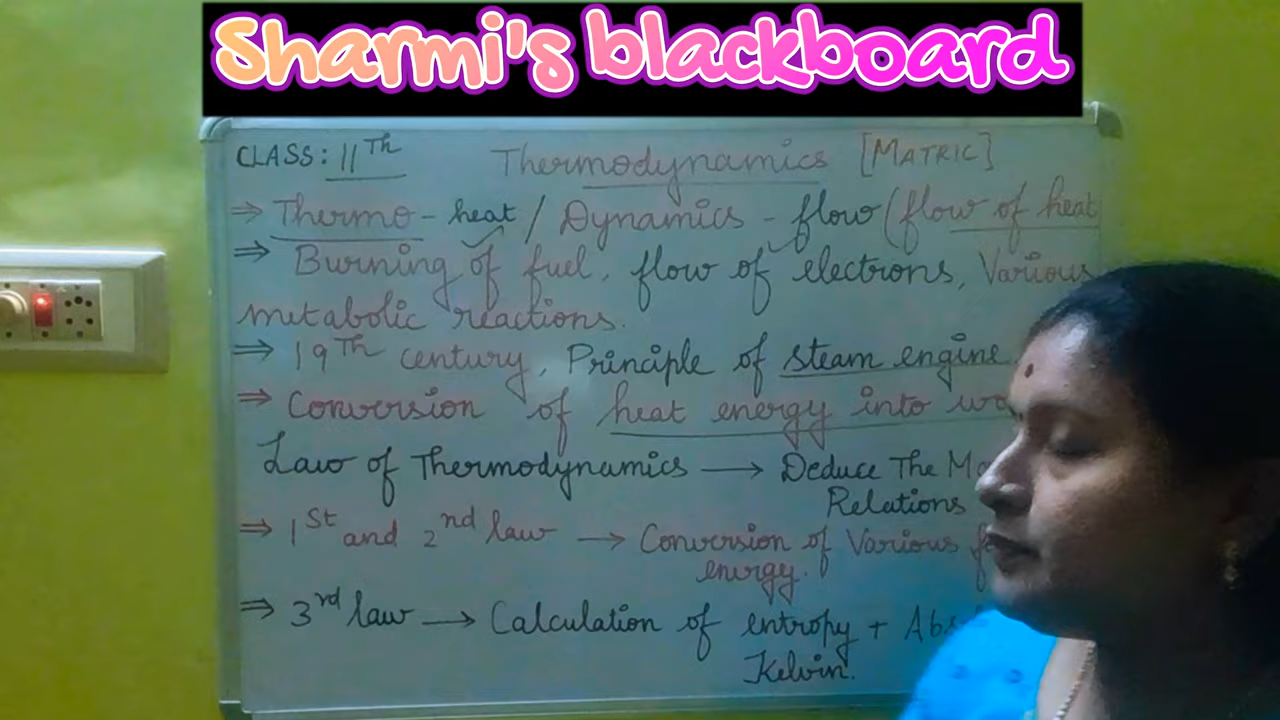 Sharmi's blackboard
CLASS: 11Th Thermodynamics [MATRIC]
⇒ Thermo - heat / Dynamics - flow (flow of heat
⇒ Burning of fuel, flow of electrons, Various
metabolic reactions.
⇒ 19Th century, Principle of steam engine
⇒ Conversion of heat energy into
Law of Thermodynamics → Deduce The
Relations
⇒ 1St and 2nd law → Conversion of Various
energy.
⇒ 3rd law → Calculation of entropy +
Kelvin.